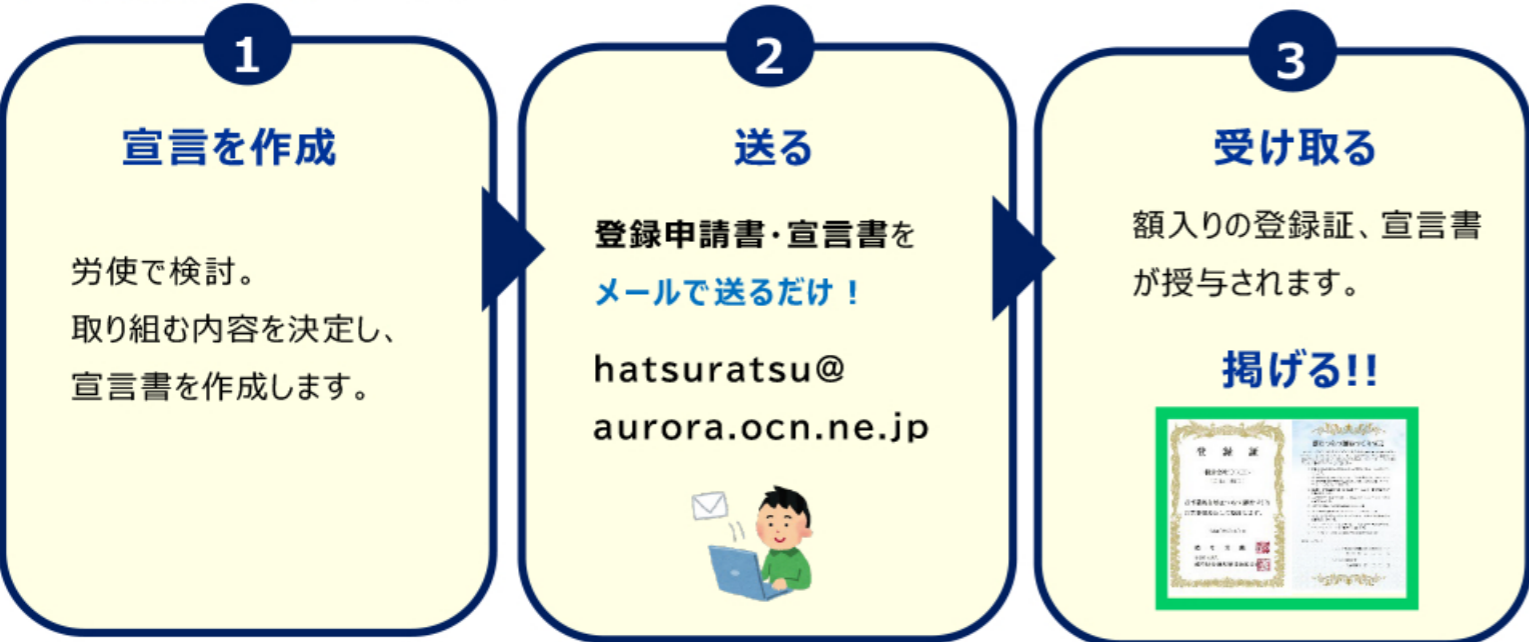 1
宣言を作成
労使で検討。
取り組む内容を決定し、
宣言書を作成します。
2
送る
登録申請書・宣言書を
メールで送るだけ！
hatsuratsu@
aurora.ocn.ne.jp
3
受け取る
額入りの登録証、宣言書
が授与されます。
掲げる!!
登録証